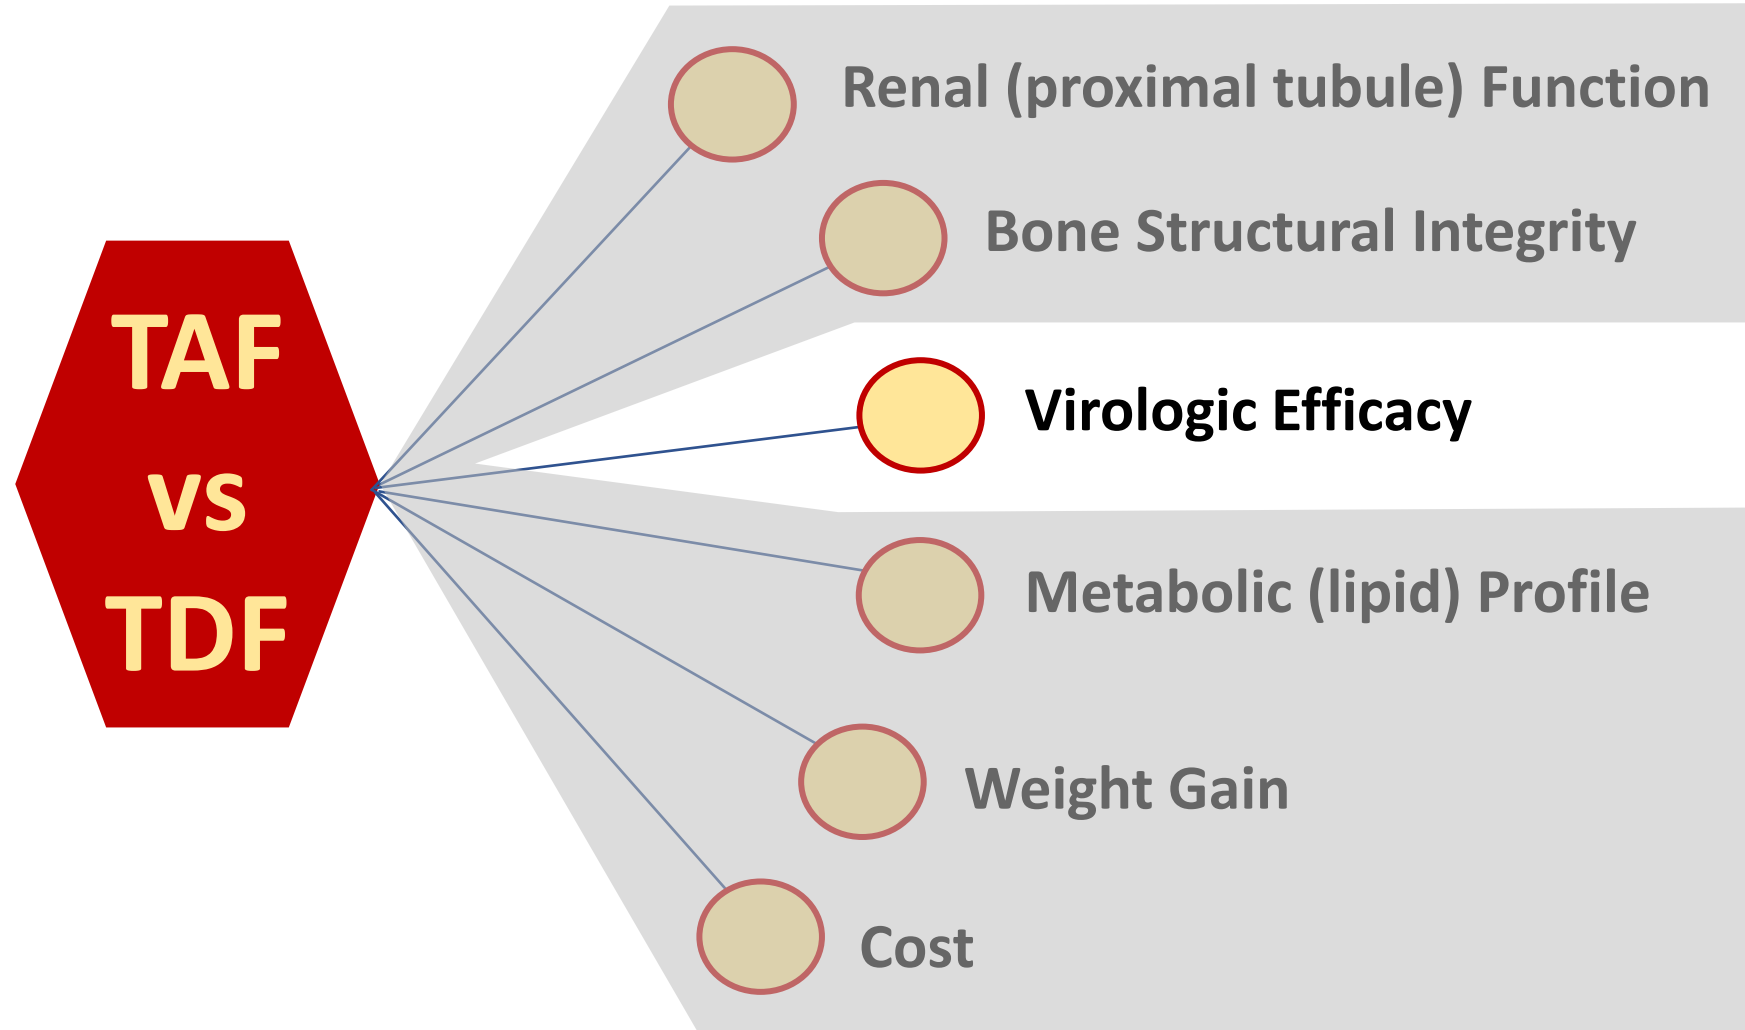 TAF
vs
TDF
Renal (proximal tubule) Function
Bone Structural Integrity
Virologic Efficacy
Metabolic (lipid) Profile
Weight Gain
Cost